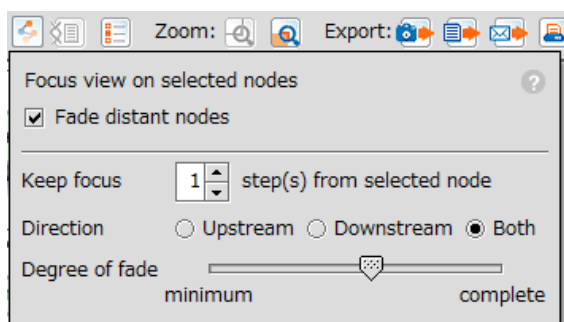 Zoom: Export:
Focus view on selected nodes ?
Fade distant nodes
Keep focus 1 step(s) from selected node
Direction Upstream Downstream Both
Degree of fade
minimum complete